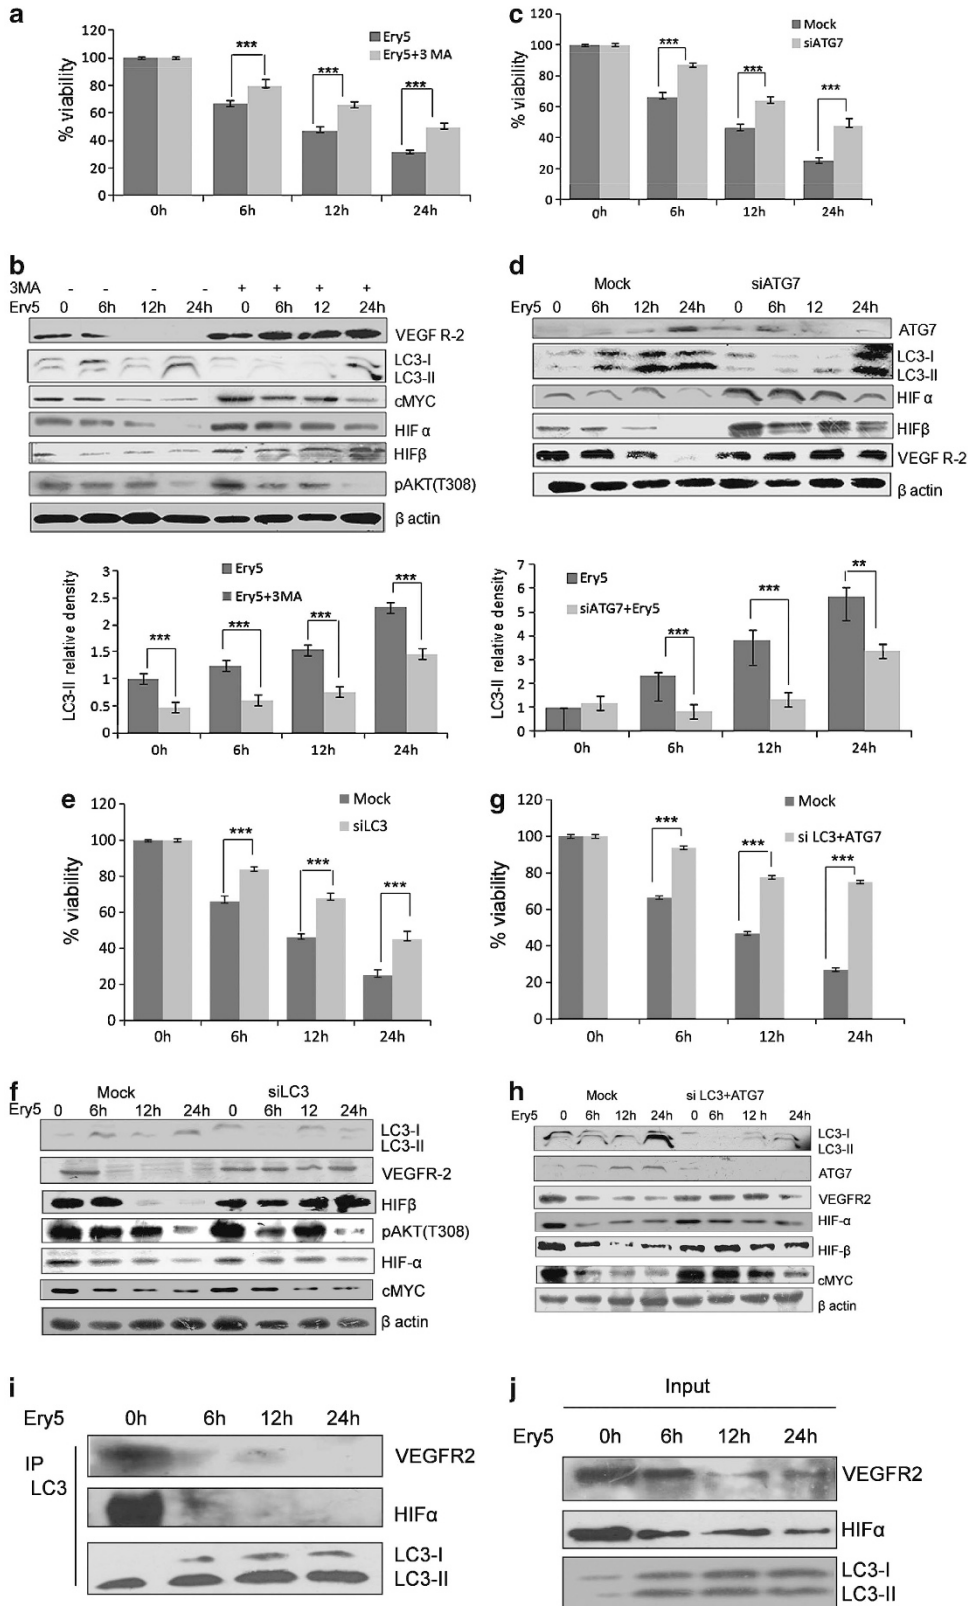 a
120
100
80
60
40
20
0
% viability
Ery5
Ery5+3 MA
***
***
***
0h 6h 12h 24h
c
120
100
80
60
40
20
0
% viability
Mock
siATG7
***
***
***
0h 6h 12h 24h
b
3MA - - - - + + + +
Ery5 0 6h 12h 24h 0 6h 12 24h
VEGF R-2
LC3-I
LC3-II
cMYC
HIF α
HIFβ
pAKT(T308)
β actin
3
2.5
2
1.5
1
0.5
0
LC3-II relative density
Ery5
Ery5+3MA
***
***
***
***
0h 6h 12h 24h
d
Mock siATG7
Ery5 0 6h 12h 24h 0 6h 12 24h
ATG7
LC3-I
LC3-II
HIF α
HIFβ
VEGF R-2
β actin
7
6
5
4
3
2
1
0
LC3-II relative density
Ery5
siATG7+Ery5
***
***
**
0h 6h 12h 24h
e
120
100
80
60
40
20
0
% viability
Mock
siLC3
***
***
***
0h 6h 12h 24h
g
120
100
80
60
40
20
0
% viability
Mock
si LC3+ATG7
***
***
***
0h 6h 12h 24h
f
Mock siLC3
Ery5 0 6h 12h 24h 0 6h 12 24h
LC3-I
LC3-II
VEGFR-2
HIFβ
pAKT(T308)
HIF-α
cMYC
β actin
h
Mock si LC3+ATG7
Ery5 0 6h 12h 24h 0 6h 12 h 24h
LC3-I
LC3-II
ATG7
VEGFR2
HIF-α
HIF-β
cMYC
β actin
i
Ery5 0h 6h 12h 24h
IP
LC3
VEGFR2
HIFα
LC3-I
LC3-II
j
Input
Ery5 0h 6h 12h 24h
VEGFR2
HIFα
LC3-I
LC3-II